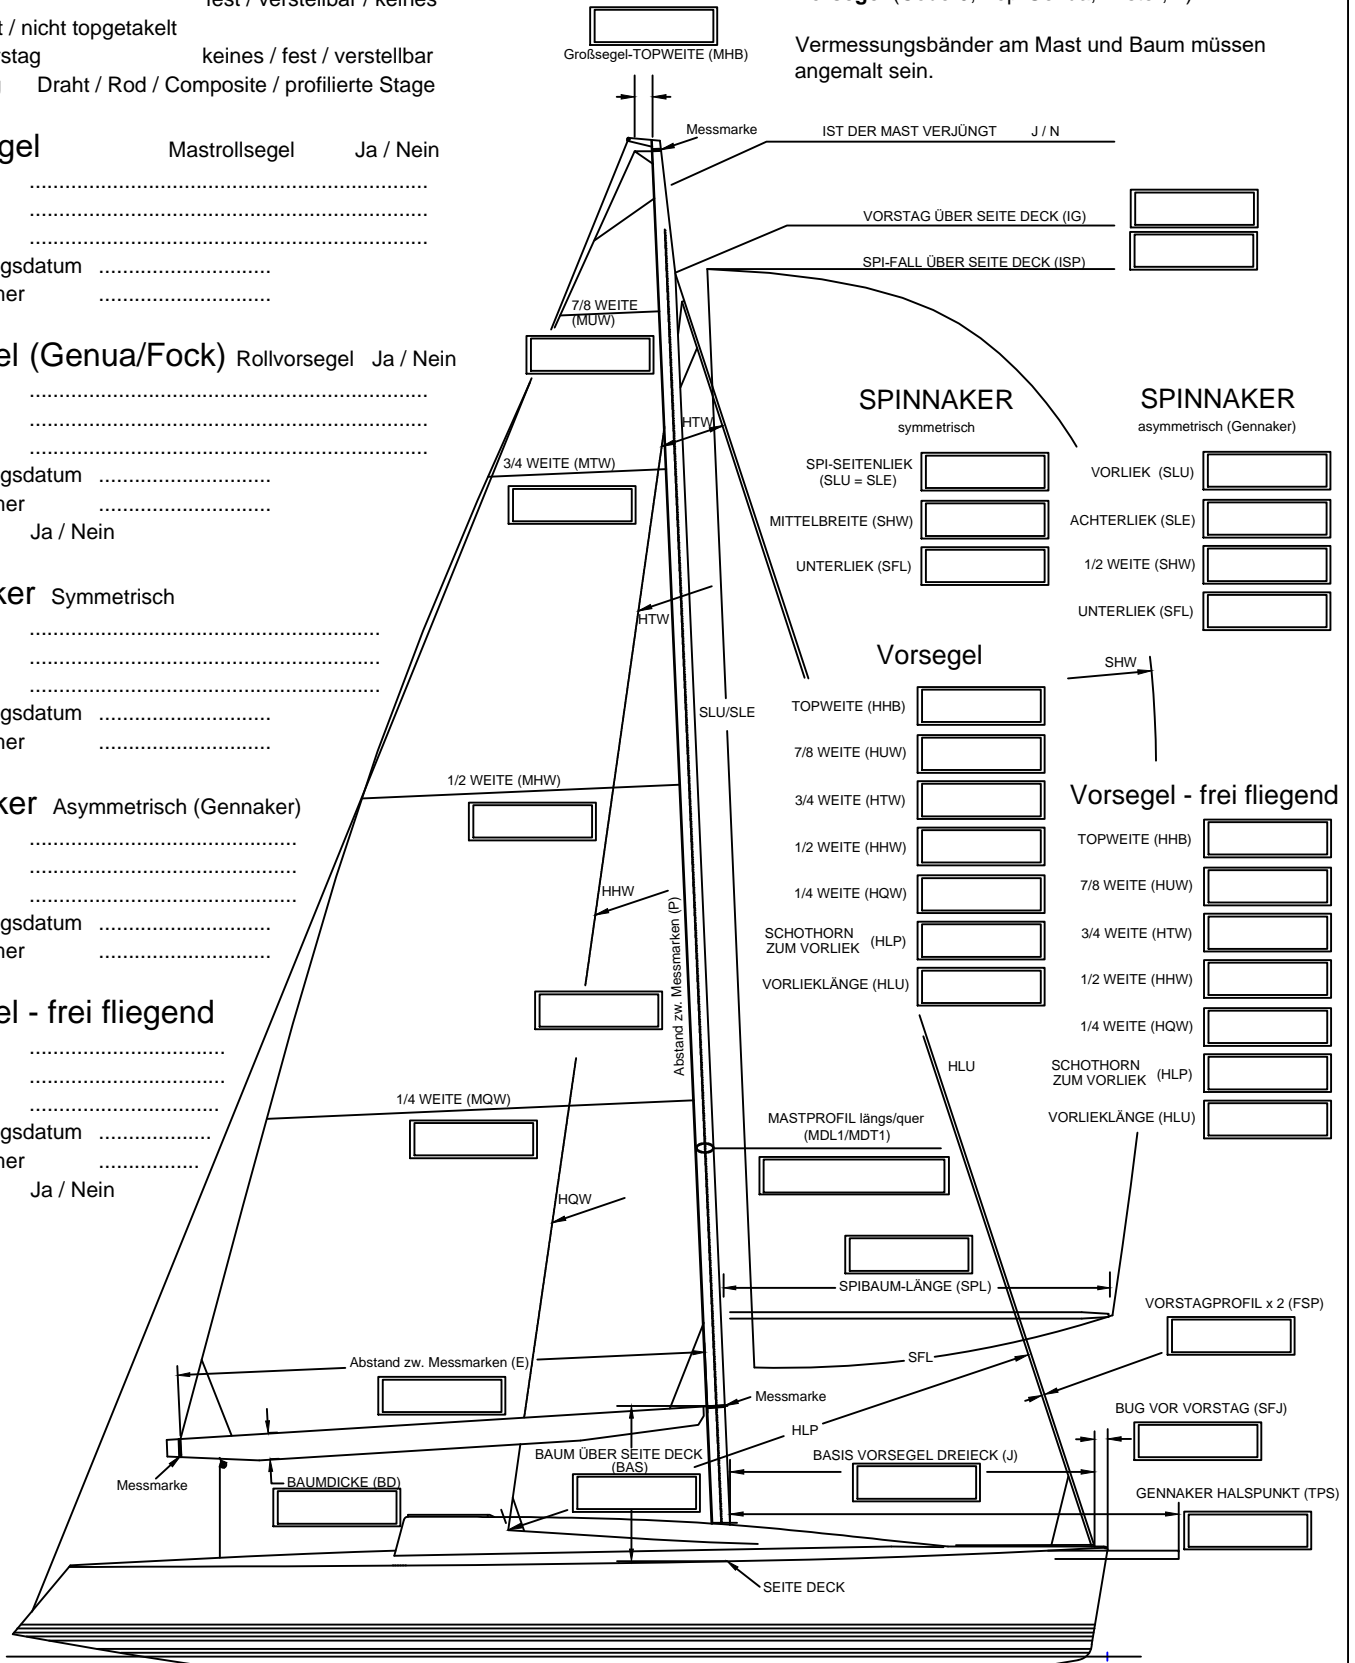 fest / verstellbar / keines
/ nicht topgetakelt
keines / fest / verstellbar
Draht / Rod / Composite / profilierte Stage
Großsegel-TOPWEITE (MHB)
Vermessungsbänder am Mast und Baum müssen
angemalt sein.
Messmarke
IST DER MAST VERJÜNGT J / N
VORSTAG ÜBER SEITE DECK (IG)
SPI-FALL ÜBER SEITE DECK (ISP)
Mastrollsegel Ja / Nein
..................................................................
..................................................................
..................................................................
gsdatum ..............................
ner ..............................
el (Genua/Fock) Rollvorsegel Ja / Nein
..................................................................
..................................................................
..................................................................
gsdatum ..............................
ner ..............................
Ja / Nein
ker Symmetrisch
..........................................................
..........................................................
..........................................................
gsdatum ..............................
ner ..............................
ker Asymmetrisch (Gennaker)
..............................................
..............................................
..............................................
gsdatum ..............................
ner ..............................
el - frei fliegend
..................................
..................................
.................................
gsdatum ....................
ner ..................
Ja / Nein
7/8 WEITE
(MUW)
HTW
3/4 WEITE (MTW)
HTW
SLU/SLE
1/2 WEITE (MHW)
HHW
Abstand zw. Messmarken (P)
1/4 WEITE (MQW)
HQW
SPINNAKER
symmetrisch
SPI-SEITENLIEK
(SLU = SLE)
MITTELBREITE (SHW)
UNTERLIEK (SFL)
SPINNAKER
asymmetrisch (Gennaker)
VORLIEK (SLU)
ACHTERLIEK (SLE)
1/2 WEITE (SHW)
UNTERLIEK (SFL)
Vorsegel
TOPWEITE (HHB)
7/8 WEITE (HUW)
3/4 WEITE (HTW)
1/2 WEITE (HHW)
1/4 WEITE (HQW)
SCHOTHORN
ZUM VORLIEK (HLP)
VORLIEKLÄNGE (HLU)
SHW
Vorsegel - frei fliegend
TOPWEITE (HHB)
7/8 WEITE (HUW)
3/4 WEITE (HTW)
1/2 WEITE (HHW)
1/4 WEITE (HQW)
SCHOTHORN
ZUM VORLIEK (HLP)
VORLIEKLÄNGE (HLU)
HLU
MASTPROFIL längs/quer
(MDL1/MDT1)
SPIBAUM-LÄNGE (SPL)
VORSTAGPROFIL x 2 (FSP)
SFL
Abstand zw. Messmarken (E)
Messmarke
HLP
BUG VOR VORSTAG (SFJ)
BAUM ÜBER SEITE DECK
(BAS)
BASIS VORSEGEL DREIECK (J)
Messmarke
BAUMDICKE (BD)
GENNAKER HALSPUNKT (TPS)
SEITE DECK